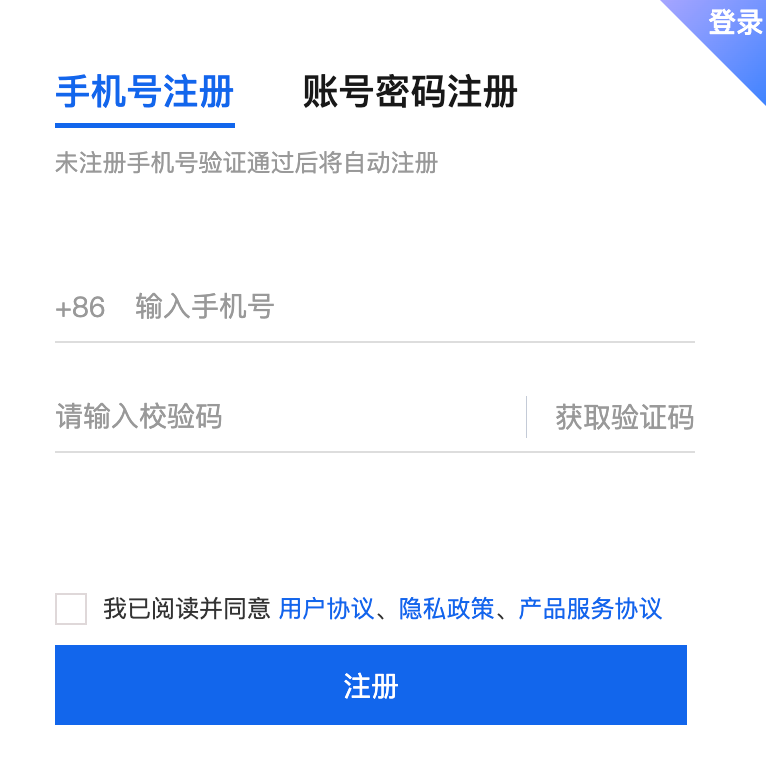 登录
手机号注册 账号密码注册
未注册手机号验证通过后将自动注册
+86 输入手机号
请输入校验码 获取验证码
我已阅读并同意 用户协议、隐私政策、产品服务协议
注册